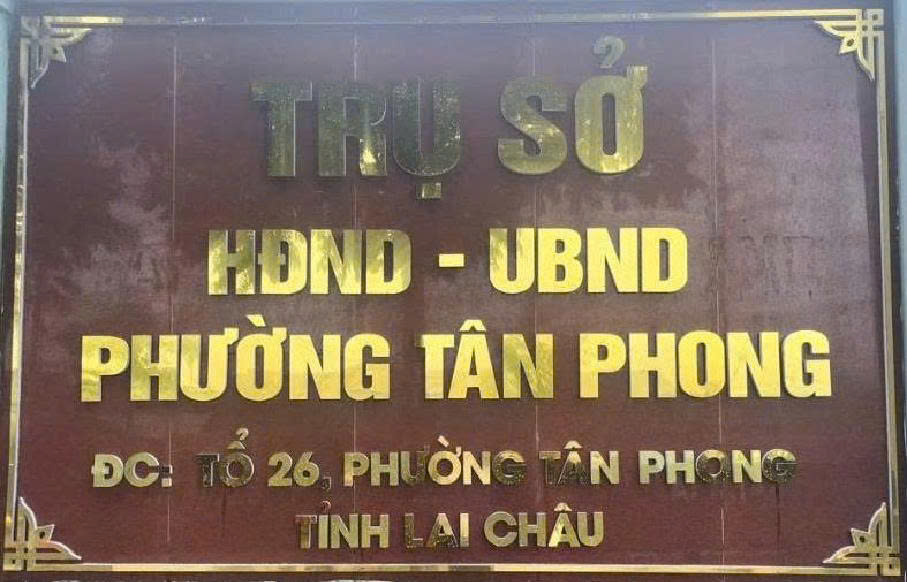 TRỤ SỞ
HĐND - UBND
PHƯỜNG TÂN PHONG
ĐC: TỔ 26, PHƯỜNG TÂN PHONG
TỈNH LAI CHÂU